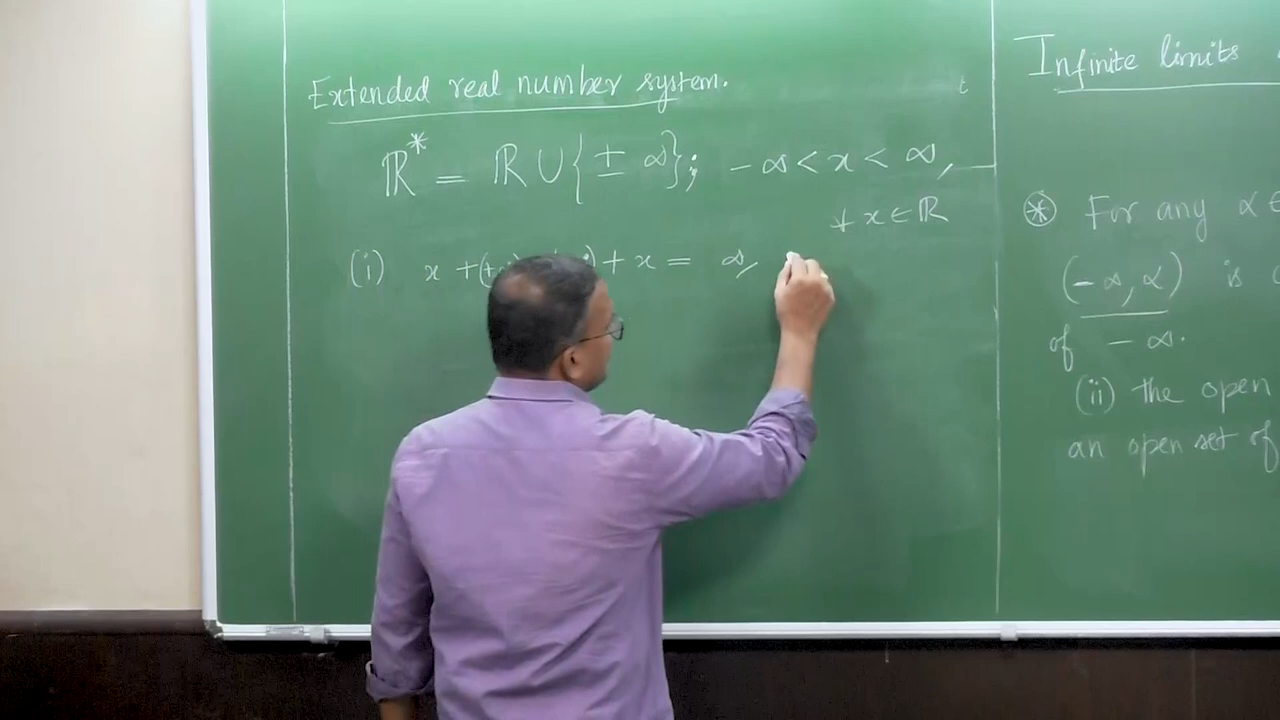 Extended real number system.
ℝ* = ℝ ∪ {± ∞}; -∞ < x < ∞,
∀ x ∈ ℝ
(i) x + ) + x = ∞,
Infinite limits
⊛ For any α ∈
(-∞, α) is
of -∞.
(ii) the open
an open set of